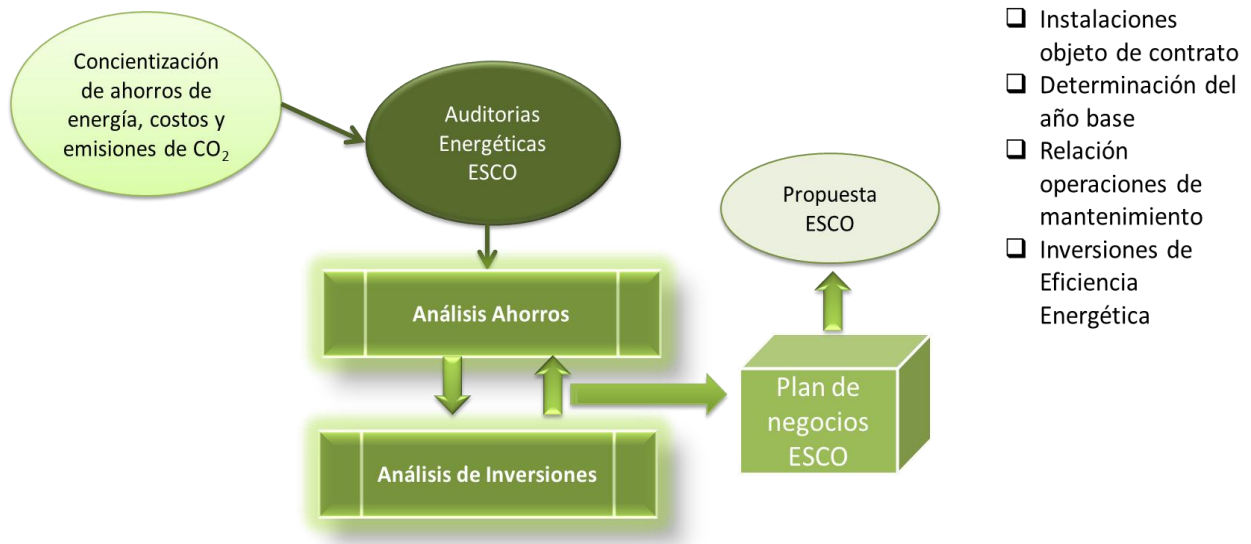 Concientización
de ahorros de
energía, costos y
emisiones de CO₂
Auditorias
Energéticas
ESCO
Análisis Ahorros
Análisis de Inversiones
Propuesta
ESCO
Plan de
negocios
ESCO
❑ Instalaciones
objeto de contrato
❑ Determinación del
año base
❑ Relación
operaciones de
mantenimiento
❑ Inversiones de
Eficiencia
Energética